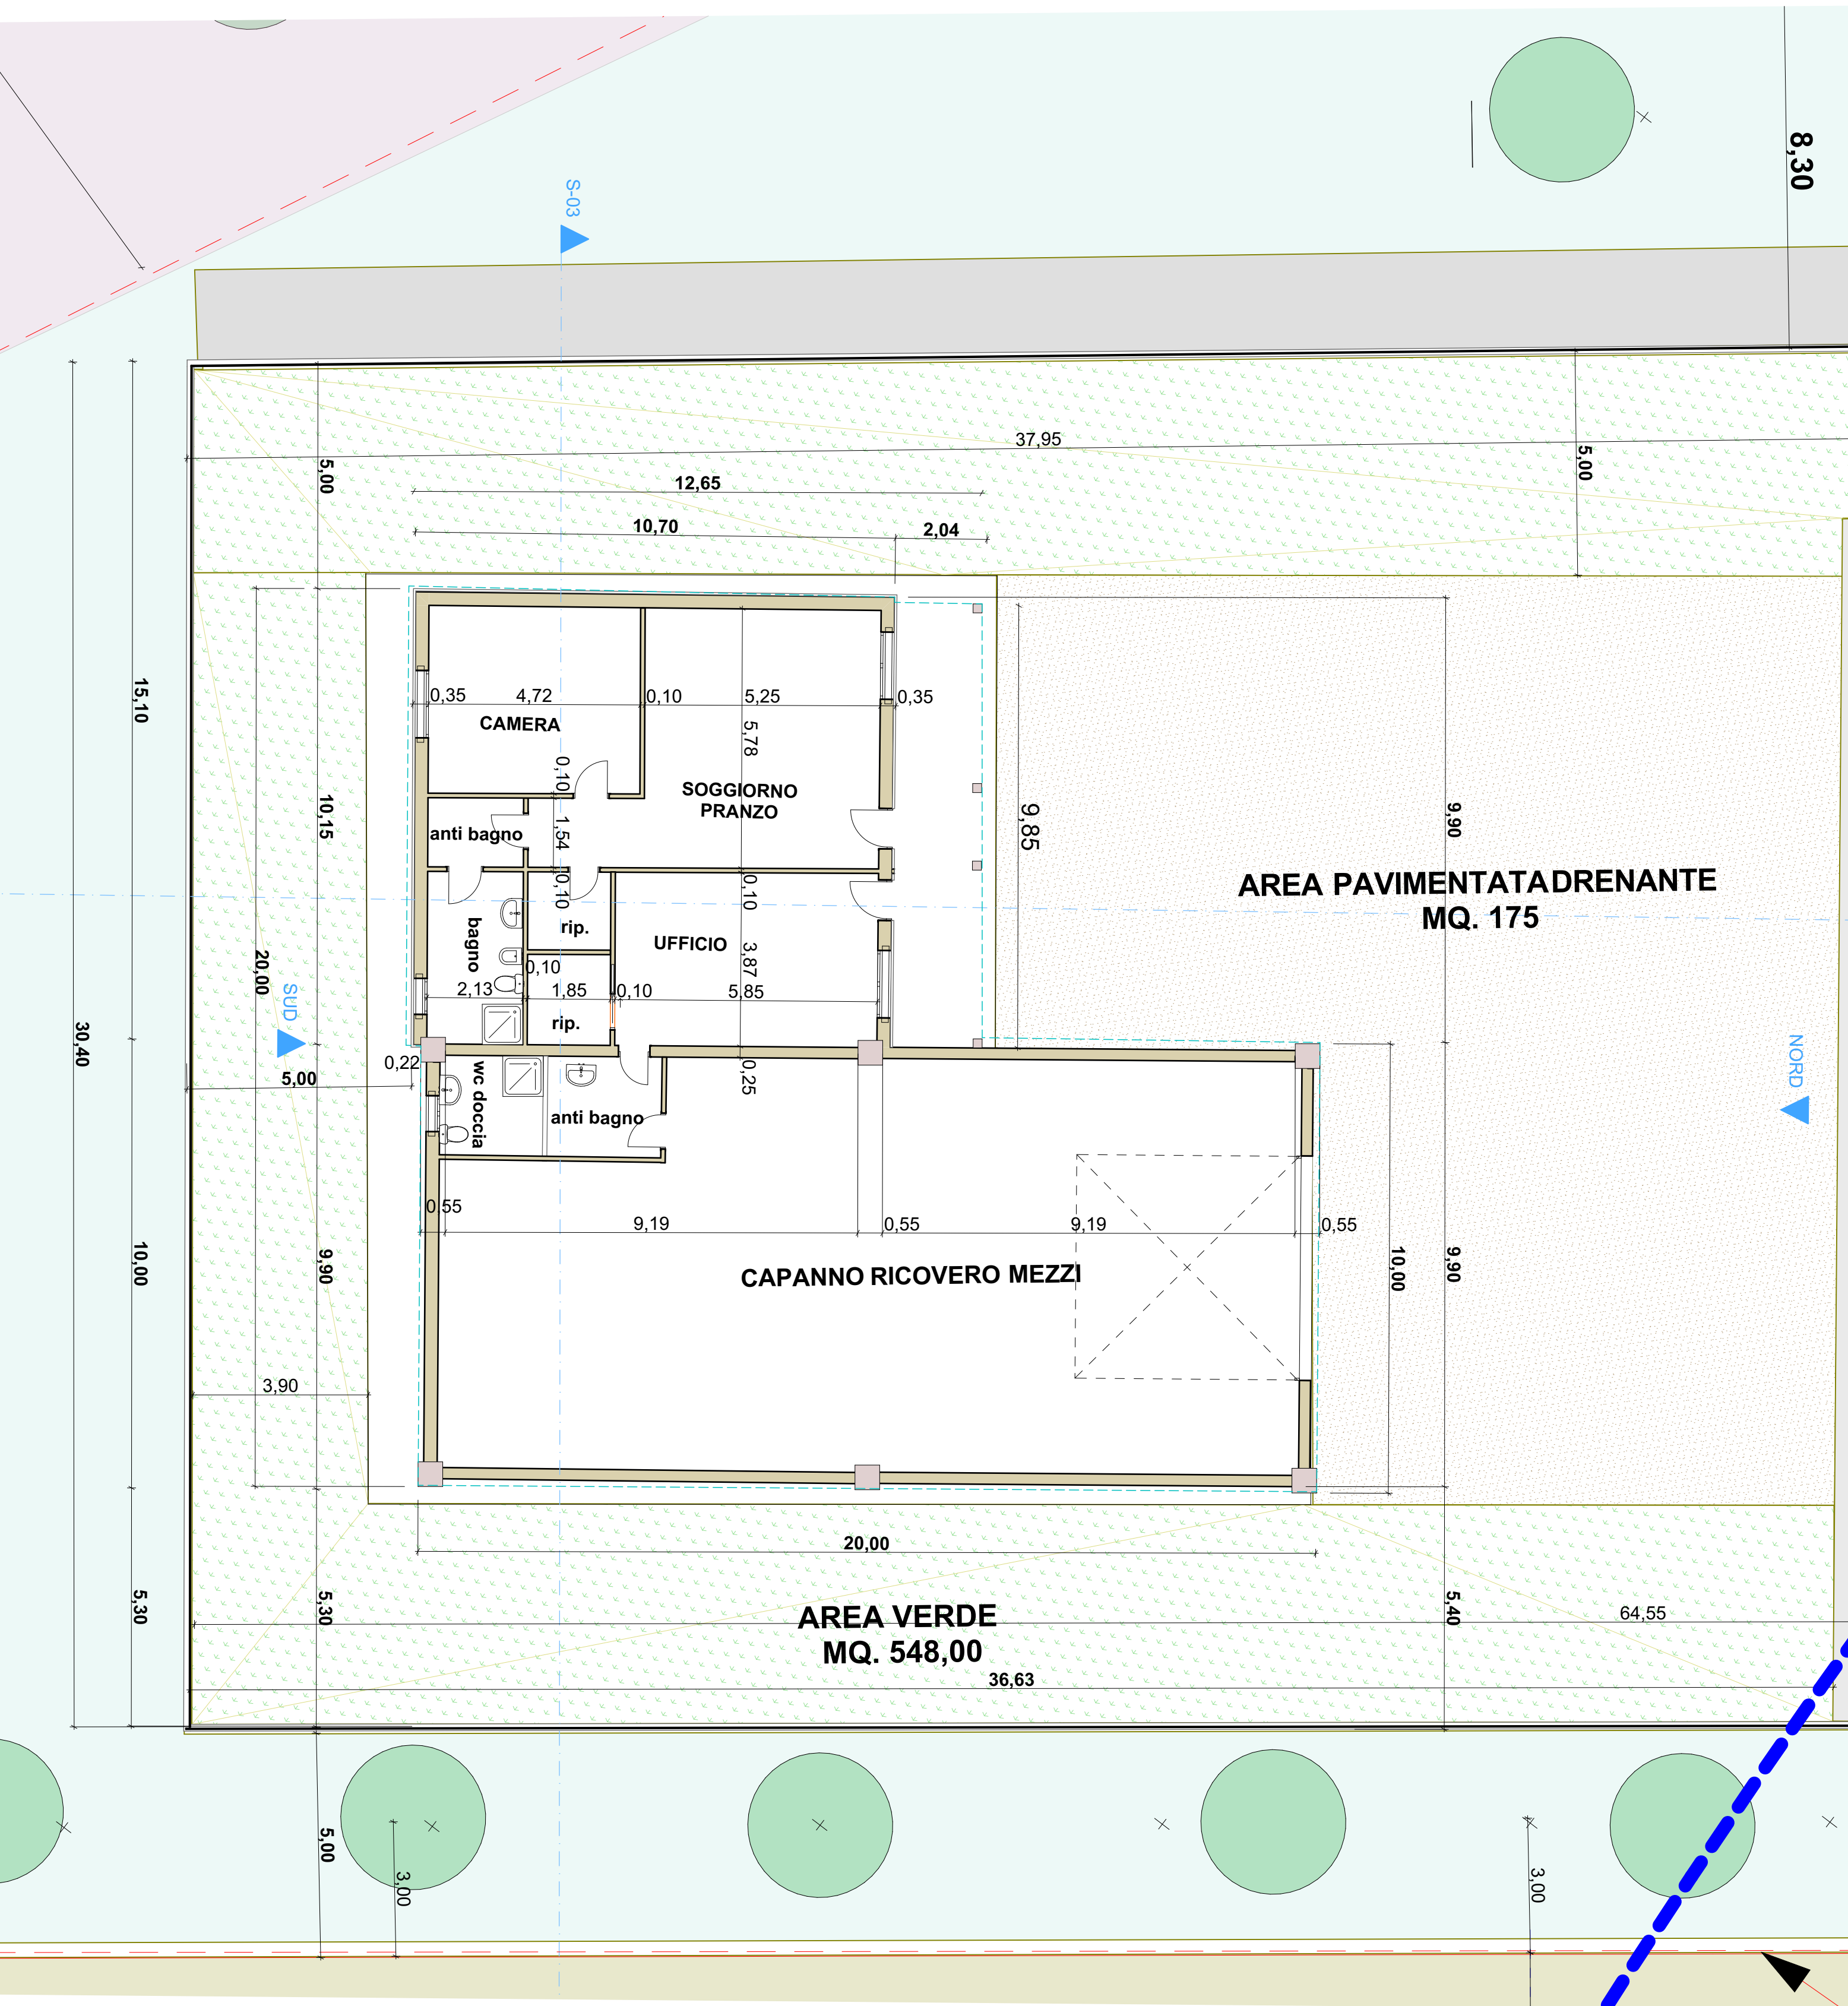 8,30
S-03
37,95
5,00
5,00
12,65
10,70
2,04
15,10
0,35
4,72
0,10
5,25
0,35
CAMERA
5,78
0,10
SOGGIORNO
PRANZO
10,15
9,85
9,90
anti bagno
1,54
AREA PAVIMENTATA DRENANTE
MQ. 175
0,10
0,10
bagno
rip.
UFFICIO
20,00
3,87
0,10
2,13
1,85
0,10
5,85
SUD
rip.
30,40
NORD
0,22
5,00
wc doccia
0,25
anti bagno
0,55
9,19
0,55
9,19
0,55
10,00
9,90
10,00
9,90
CAPANNO RICOVERO MEZZI
3,90
20,00
5,30
5,30
AREA VERDE
MQ. 548,00
5,40
64,55
36,63
5,00
3,00
3,00